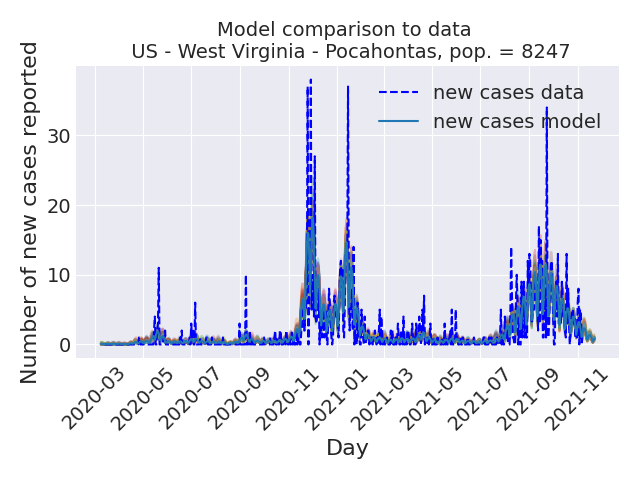 Model comparison to data
US - West Virginia - Pocahontas, pop. = 8247
Number of new cases reported
30
20
10
0
new cases data
new cases model
2020-03
2020-05
2020-07
2020-09
2020-11
2021-01
2021-03
2021-05
2021-07
2021-09
2021-11
Day